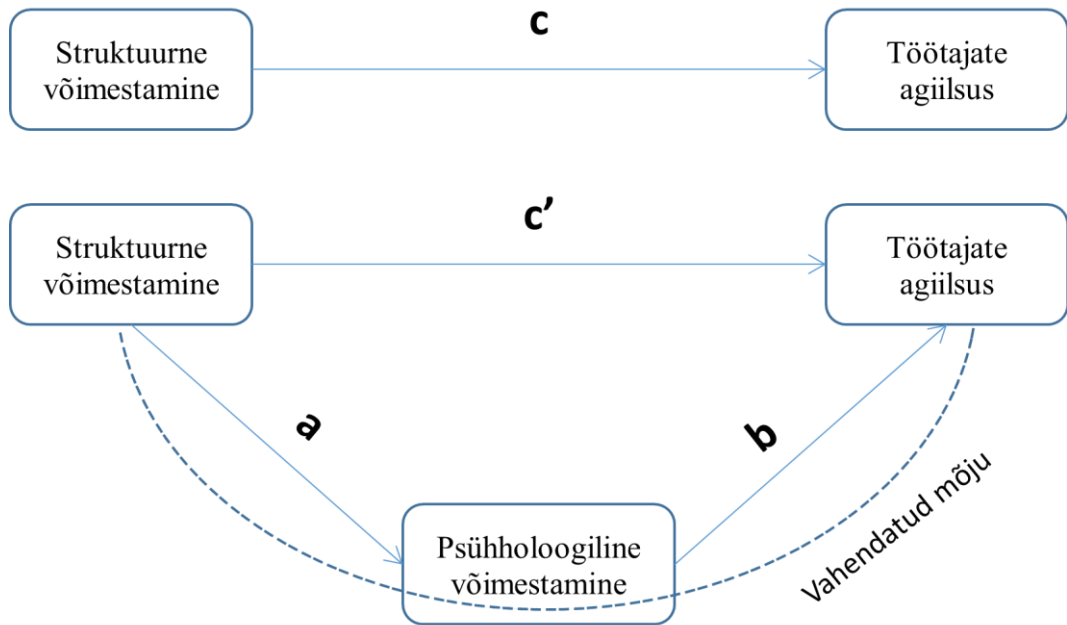 c
Struktuurne
võimestamine
Töötajate
agiilsus
c’
Struktuurne
võimestamine
Töötajate
agiilsus
a
b
Psühholoogiline
võimestamine
Vahendatud mõju